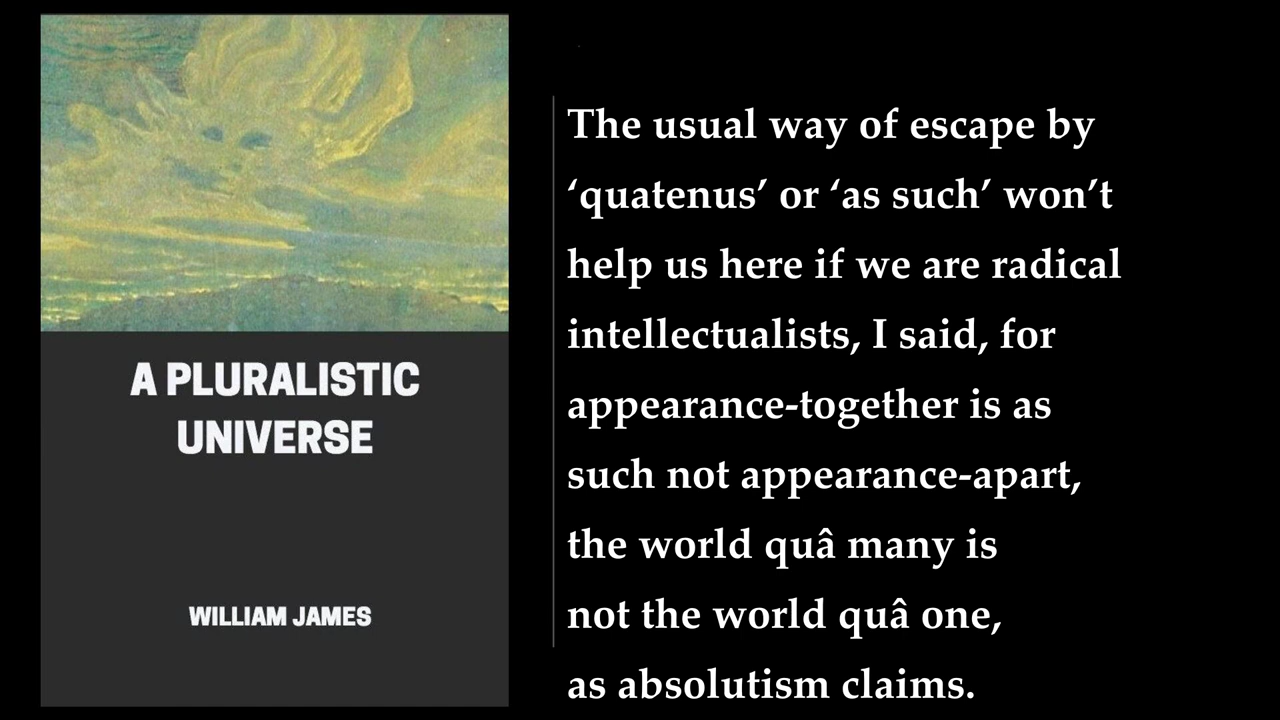 A PLURALISTIC
UNIVERSE
WILLIAM JAMES
The usual way of escape by
‘quatenus’ or ‘as such’ won’t
help us here if we are radical
intellectualists, I said, for
appearance-together is as
such not appearance-apart,
the world quâ many is
not the world quâ one,
as absolutism claims.